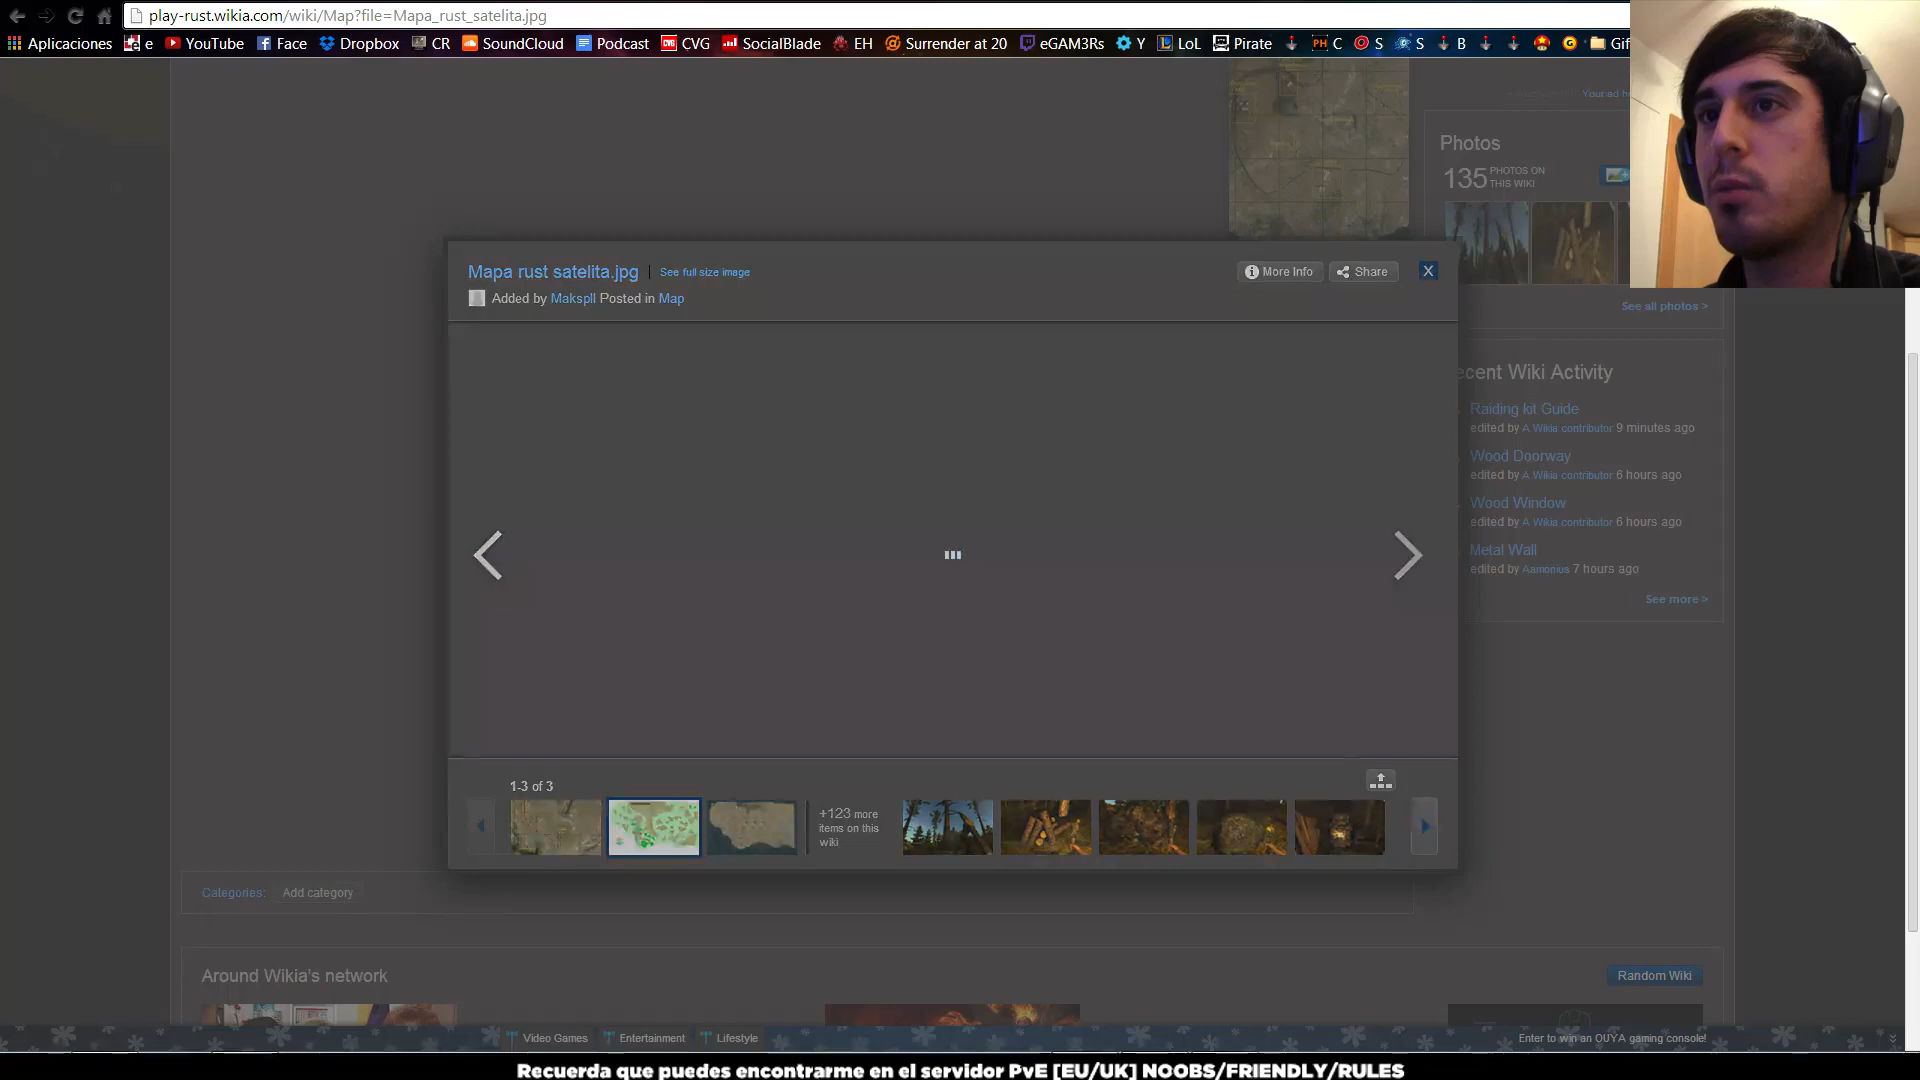 play-rust.wikia.com/wiki/Map?file=Mapa_rust_satelita.jpg
Aplicaciones e YouTube Face Dropbox CR SoundCloud Podcast CVG SocialBlade EH Surrender at 20 eGAM3Rs Y LoL Pirate PH C S S B G Gif
Your ad he
Photos
135 PHOTOS ON THIS WIKI
See all photos >
Mapa rust satelita.jpg See full size image
More Info Share X
Added by Makspll Posted in Map
ecent Wiki Activity
Raiding kit Guide
edited by A Wikia contributor 9 minutes ago
Wood Doorway
edited by A Wikia contributor 6 hours ago
Wood Window
edited by A Wikia contributor 6 hours ago
Metal Wall
edited by Aamonius 7 hours ago
See more >
1-3 of 3
+123 more
items on this
wiki
Categories: Add category
Around Wikia's network
Random Wiki
Video Games Entertainment Lifestyle
Enter to win an OUYA gaming console!
Recuerda que puedes encontrarme en el servidor PvE [EU/UK] NOOBS/FRIENDLY/RULES